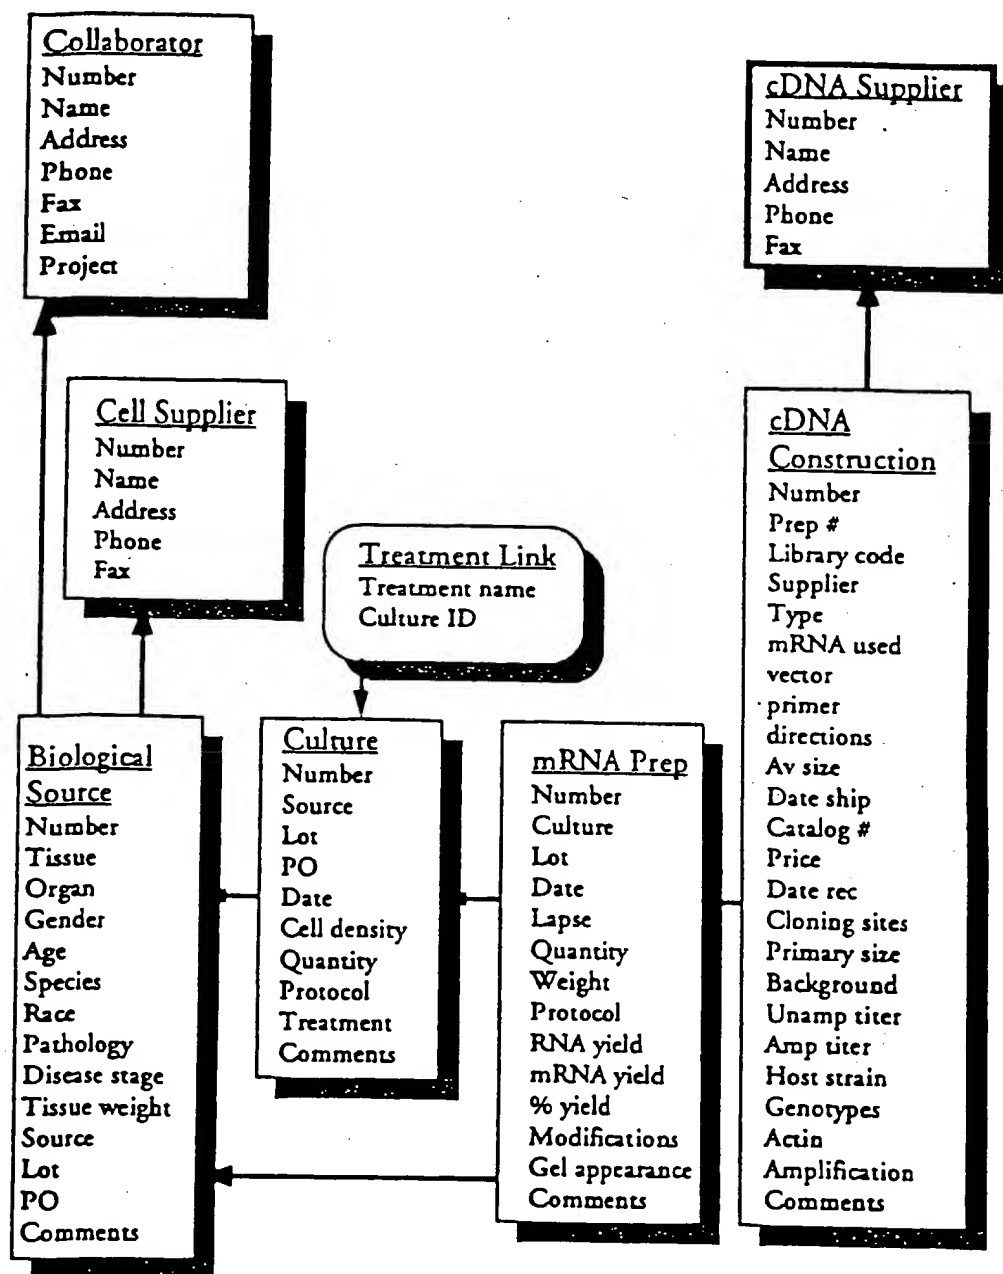 Collaborator
Number
Name
Address
Phone
Fax
Email
Project
cDNA Supplier
Number
Name
Address
Phone
Fax
Cell Supplier
Number
Name
Address
Phone
Fax
Treatment Link
Treatment name
Culture ID
Biological
Source
Number
Tissue
Organ
Gender
Age
Species
Race
Pathology
Disease stage
Tissue weight
Source
Lot
PO
Comments
Culture
Number
Source
Lot
PO
Date
Cell density
Quantity
Protocol
Treatment
Comments
mRNA Prep
Number
Culture
Lot
Date
Lapse
Quantity
Weight
Protocol
RNA yield
mRNA yield
% yield
Modifications
Gel appearance
Comments
cDNA
Construction
Number
Prep #
Library code
Supplier
Type
mRNA used
vector
primer
directions
Av size
Date ship
Catalog #
Price
Date rec
Cloning sites
Primary size
Background
Unamp titer
Amp titer
Host strain
Genotypes
Actin
Amplification
Comments